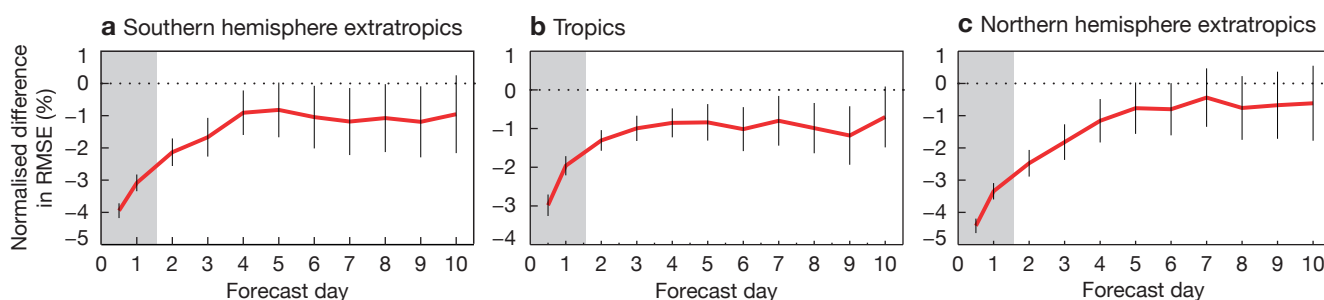 a Southern hemisphere extratropics
b Tropics
c Northern hemisphere extratropics
Normalised difference
in RMSE (%)
1
0
–1
–2
–3
–4
–5
0 1 2 3 4 5 6 7 8 9 10
Forecast day
1
0
–1
–2
–3
–4
0 1 2 3 4 5 6 7 8 9 10
Forecast day
1
0
–1
–2
–3
–4
–5
0 1 2 3 4 5 6 7 8 9 10
Forecast day